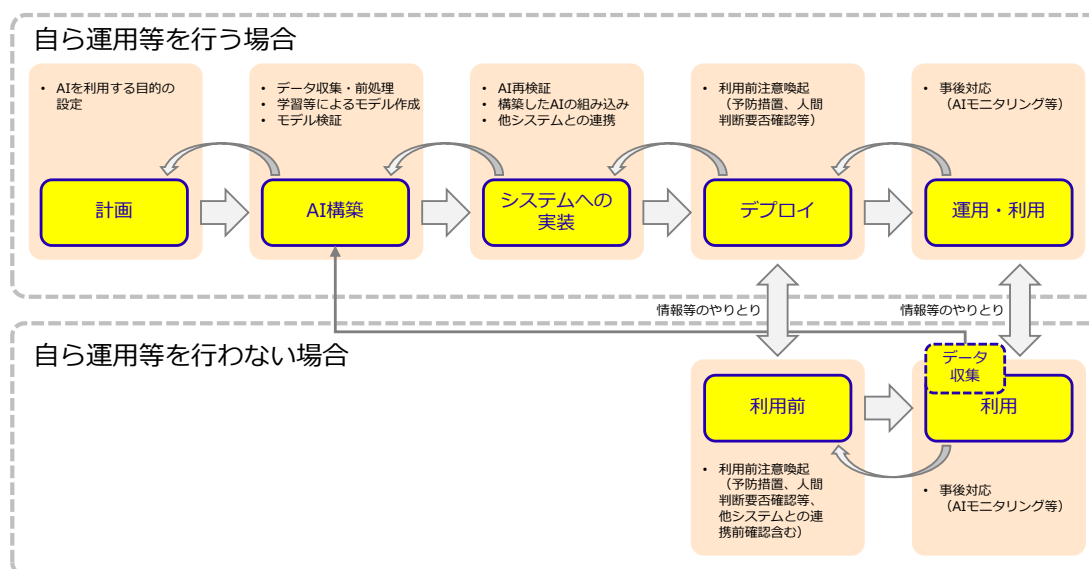 自ら運用等を行う場合
• AIを利用する目的の
設定
• データ収集・前処理
• 学習等によるモデル作成
• モデル検証
• AI再検証
• 構築したAIの組み込み
• 他システムとの連携
• 利用前注意喚起
（予防措置、人間
判断要否確認等）
• 事後対応
（AIモニタリング等）
計画
AI構築
システムへの
実装
デプロイ
運用・利用
情報等のやりとり
情報等のやりとり
自ら運用等を行わない場合
データ
収集
利用前
利用
• 利用前注意喚起
（予防措置、人間
判断要否確認等、
他システムとの連
携前確認含む）
• 事後対応
（AIモニタリング等）